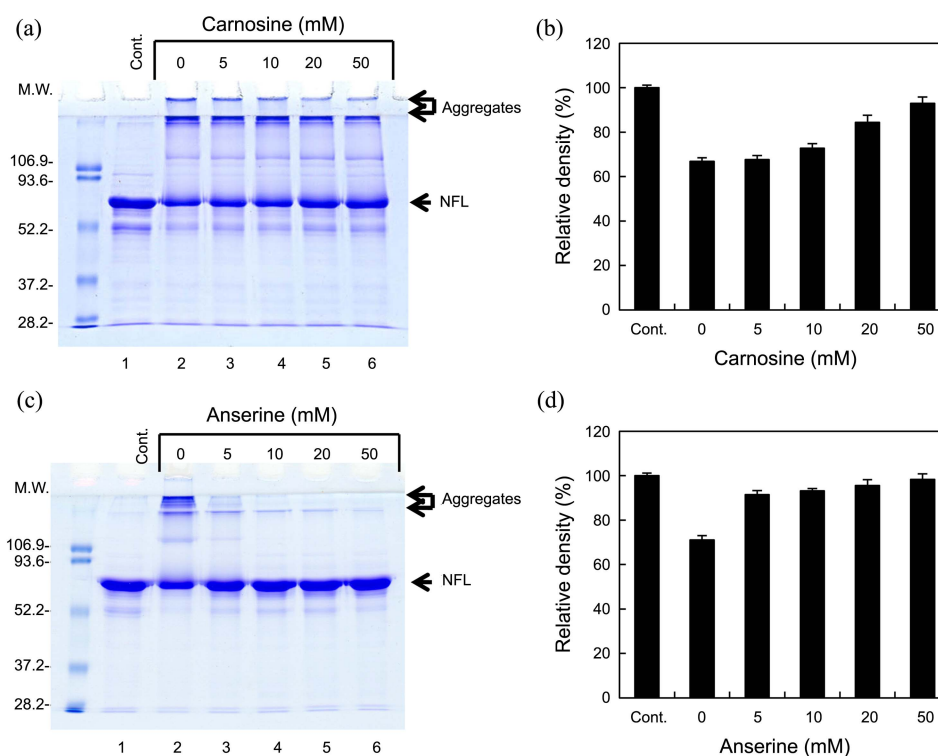 (a)
Carnosine (mM)
Cont.
0 5 10 20 50
M.W.
Aggregates
106.9-
93.6-
NFL
52.2-
37.2-
28.2-
1 2 3 4 5 6
(b)
Relative density (%)
120
100
80
60
40
20
0
Cont. 0 5 10 20 50
Carnosine (mM)
(c)
Anserine (mM)
Cont.
0 5 10 20 50
M.W.
Aggregates
106.9-
93.6-
NFL
52.2-
37.2-
28.2-
1 2 3 4 5 6
(d)
Relative density (%)
120
100
80
60
40
20
0
Cont. 0 5 10 20 50
Anserine (mM)